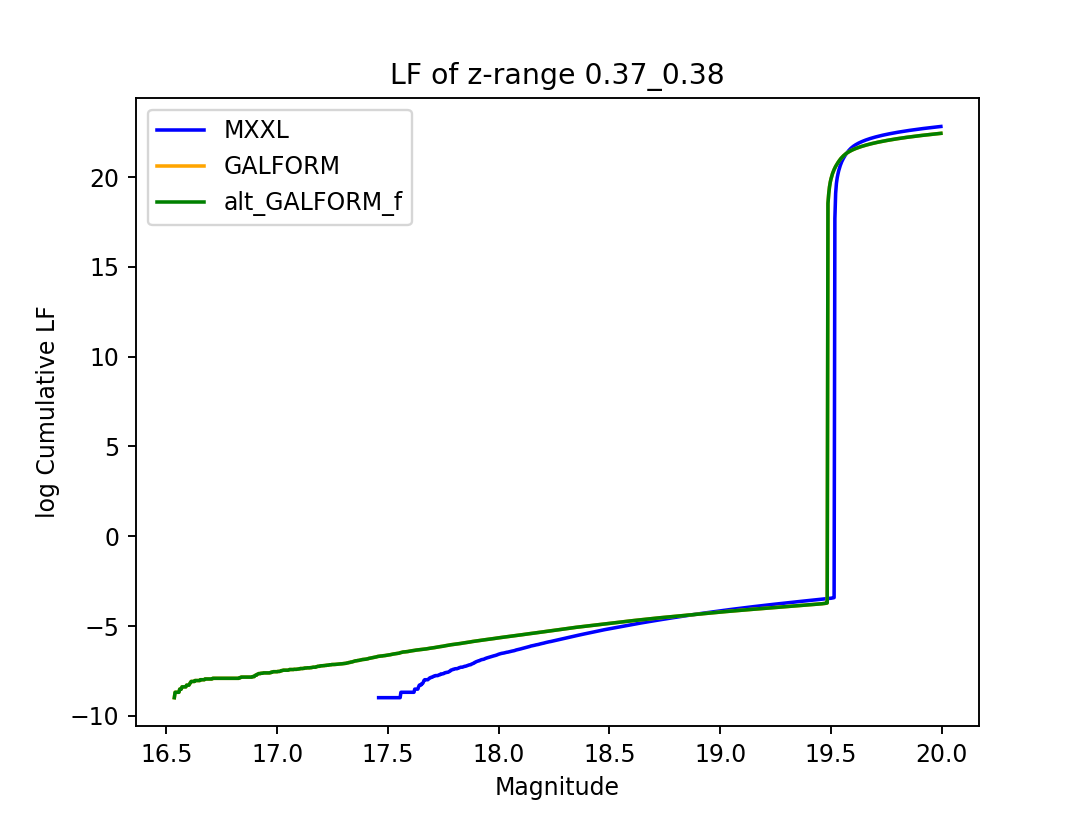 LF of z-range 0.37_0.38
MXXL
GALFORM
alt_GALFORM_f
log Cumulative LF
20
15
10
5
0
−5
−10
16.5 17.0 17.5 18.0 18.5 19.0 19.5 20.0
Magnitude